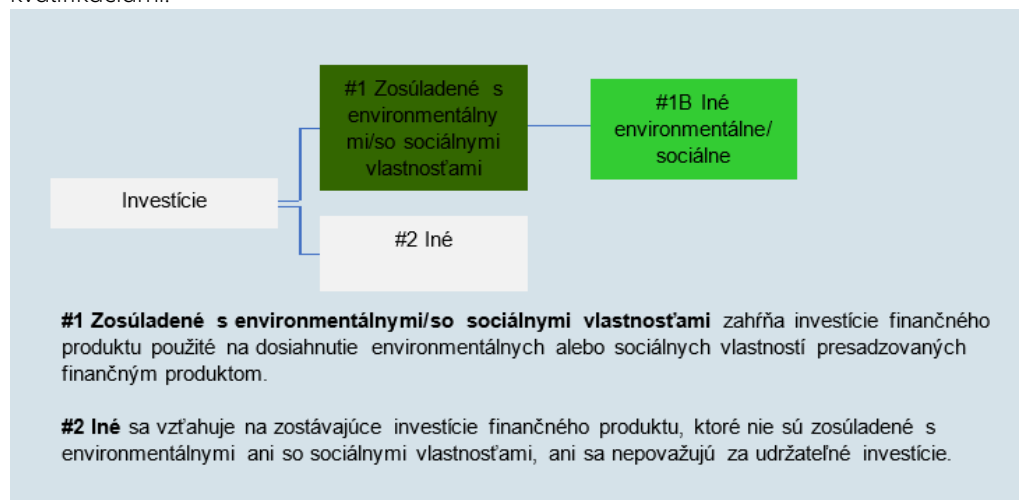 #1 Zosúladené s
environmentálny
mi/so sociálnymi
vlastnosťami
#1B Iné
environmentálne/
sociálne
Investície
#2 Iné
#1 Zosúladené s environmentálnymi/so sociálnymi vlastnosťami zahŕňa investície finančného
produktu použité na dosiahnutie environmentálnych alebo sociálnych vlastností presadzovaných
finančným produktom.
#2 Iné sa vzťahuje na zostávajúce investície finančného produktu, ktoré nie sú zosúladené s
environmentálnymi ani so sociálnymi vlastnosťami, ani sa nepovažujú za udržateľné investície.